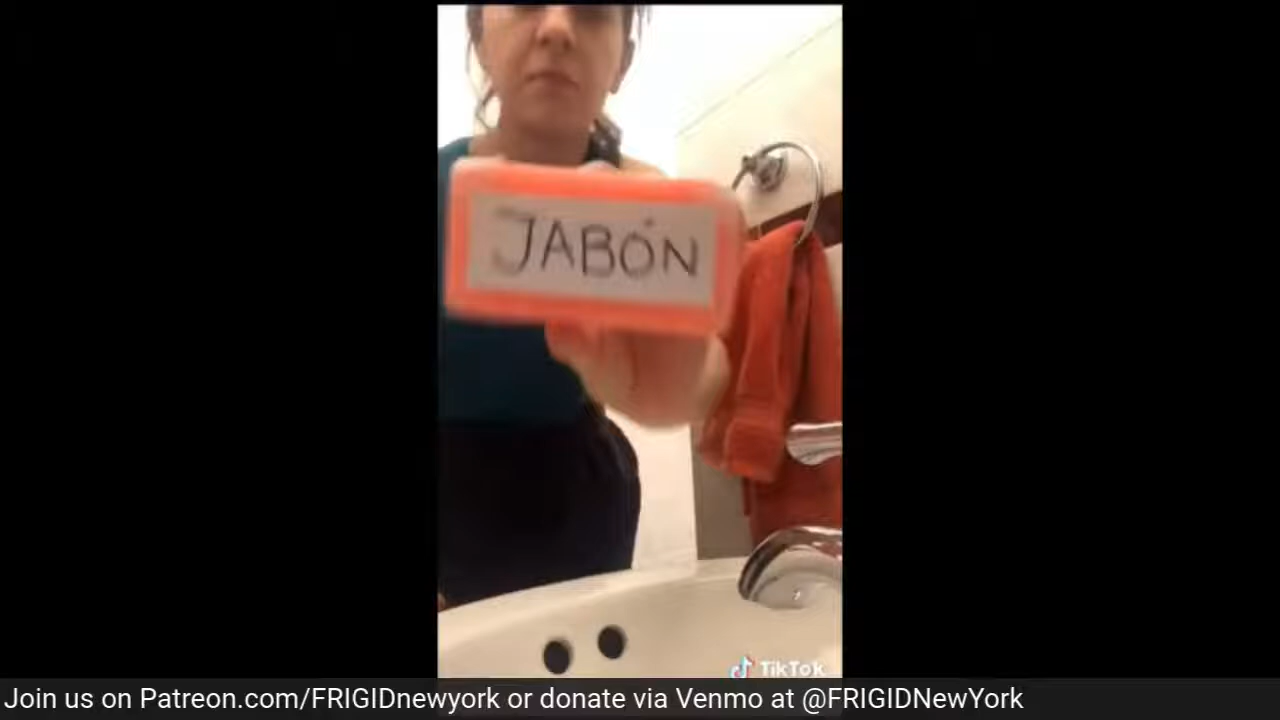 JABÓN
TikTok
Join us on Patreon.com/FRIGIDnewyork or donate via Venmo at @FRIGIDNewYork